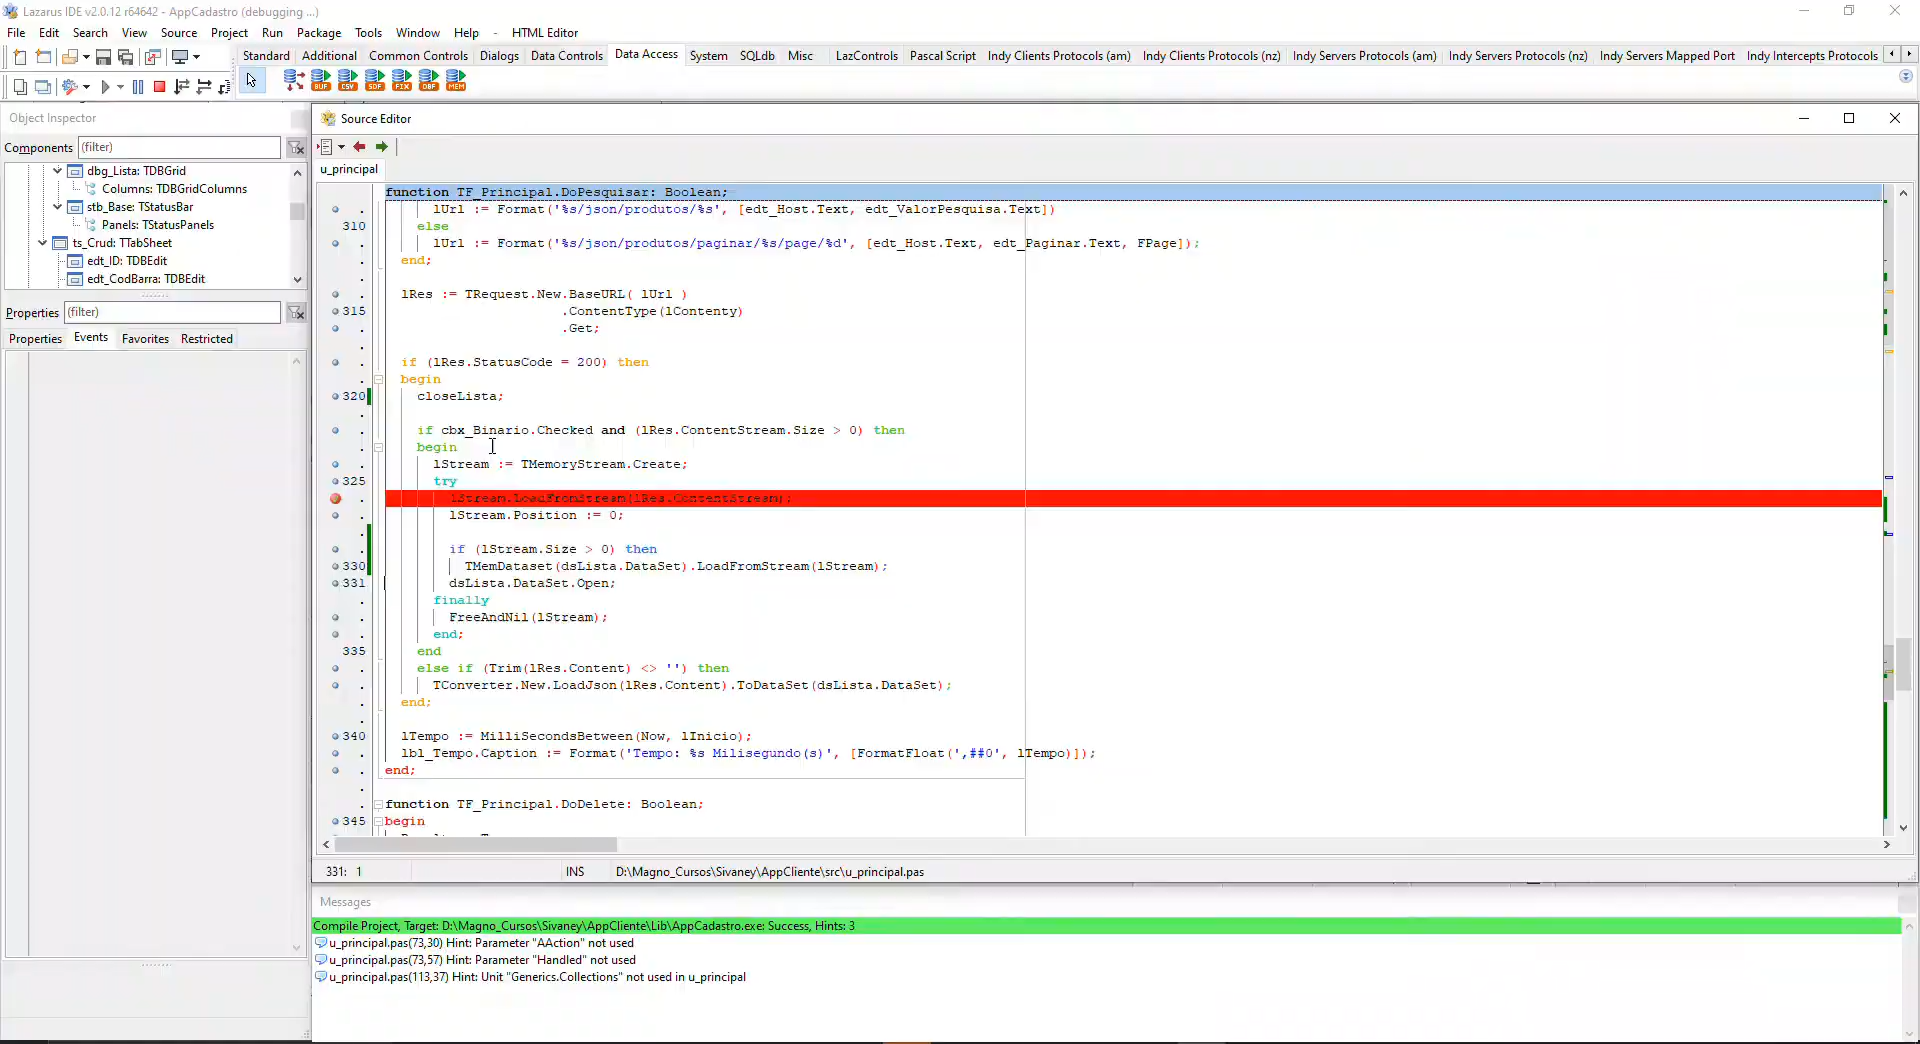 Lazarus IDE v2.0.12 r64642 - AppCadastro (debugging ...)
File Edit Search View Source Project Run Package Tools Window Help - HTML Editor
Standard Additional Common Controls Dialogs Data Controls Data Access System SQLdb Misc LazControls Pascal Script Indy Clients Protocols (am) Indy Clients Protocols (nz) Indy Servers Protocols (am) Indy Servers Protocols (nz) Indy Servers Mapped Port Indy Intercepts Protocols
BUF CSV SDF FIX DBF MEM
Object Inspector
Components (filter)
dbg_Lista: TDBGrid
Columns: TDBGridColumns
stb_Base: TStatusBar
Panels: TStatusPanels
ts_Crud: TTabSheet
edt_ID: TDBEdit
edt_CodBarra: TDBEdit
Properties (filter)
Properties Events Favorites Restricted
Source Editor
u_principal
function TF_Principal.DoPesquisar: Boolean;
lUrl := Format('%s/json/produtos/%s', [edt_Host.Text, edt_ValorPesquisa.Text])
310 else
lUrl := Format('%s/json/produtos/paginar/%s/page/%d', [edt_Host.Text, edt_Paginar.Text, FPage]);
end;
lRes := TRequest.New.BaseURL( lUrl )
315 .ContentType(lContenty)
.Get;
if (lRes.StatusCode = 200) then
begin
320 closeLista;
if cbx_Binario.Checked and (lRes.ContentStream.Size > 0) then
begin
lStream := TMemoryStream.Create;
325 try
lStream.LoadFromStream(lRes.ContentStream);
lStream.Position := 0;
if (lStream.Size > 0) then
330 TMemDataset(dsLista.DataSet).LoadFromStream(lStream);
331 dsLista.DataSet.Open;
finally
FreeAndNil(lStream);
end;
335 end
else if (Trim(lRes.Content) <> '') then
TConverter.New.LoadJson(lRes.Content).ToDataSet(dsLista.DataSet);
end;
340 lTempo := MilliSecondsBetween(Now, lInicio);
lbl_Tempo.Caption := Format('Tempo: %s Milisegundo(s)', [FormatFloat(',##0', lTempo)]);
end;
function TF_Principal.DoDelete: Boolean;
345 begin
331: 1 INS D:\Magno_Cursos\Sivaney\AppCliente\src\u_principal.pas
Messages
Compile Project, Target: D:\Magno_Cursos\Sivaney\AppCliente\Lib\AppCadastro.exe: Success, Hints: 3
u_principal.pas(73,30) Hint: Parameter "AAction" not used
u_principal.pas(73,57) Hint: Parameter "Handled" not used
u_principal.pas(113,37) Hint: Unit "Generics.Collections" not used in u_principal